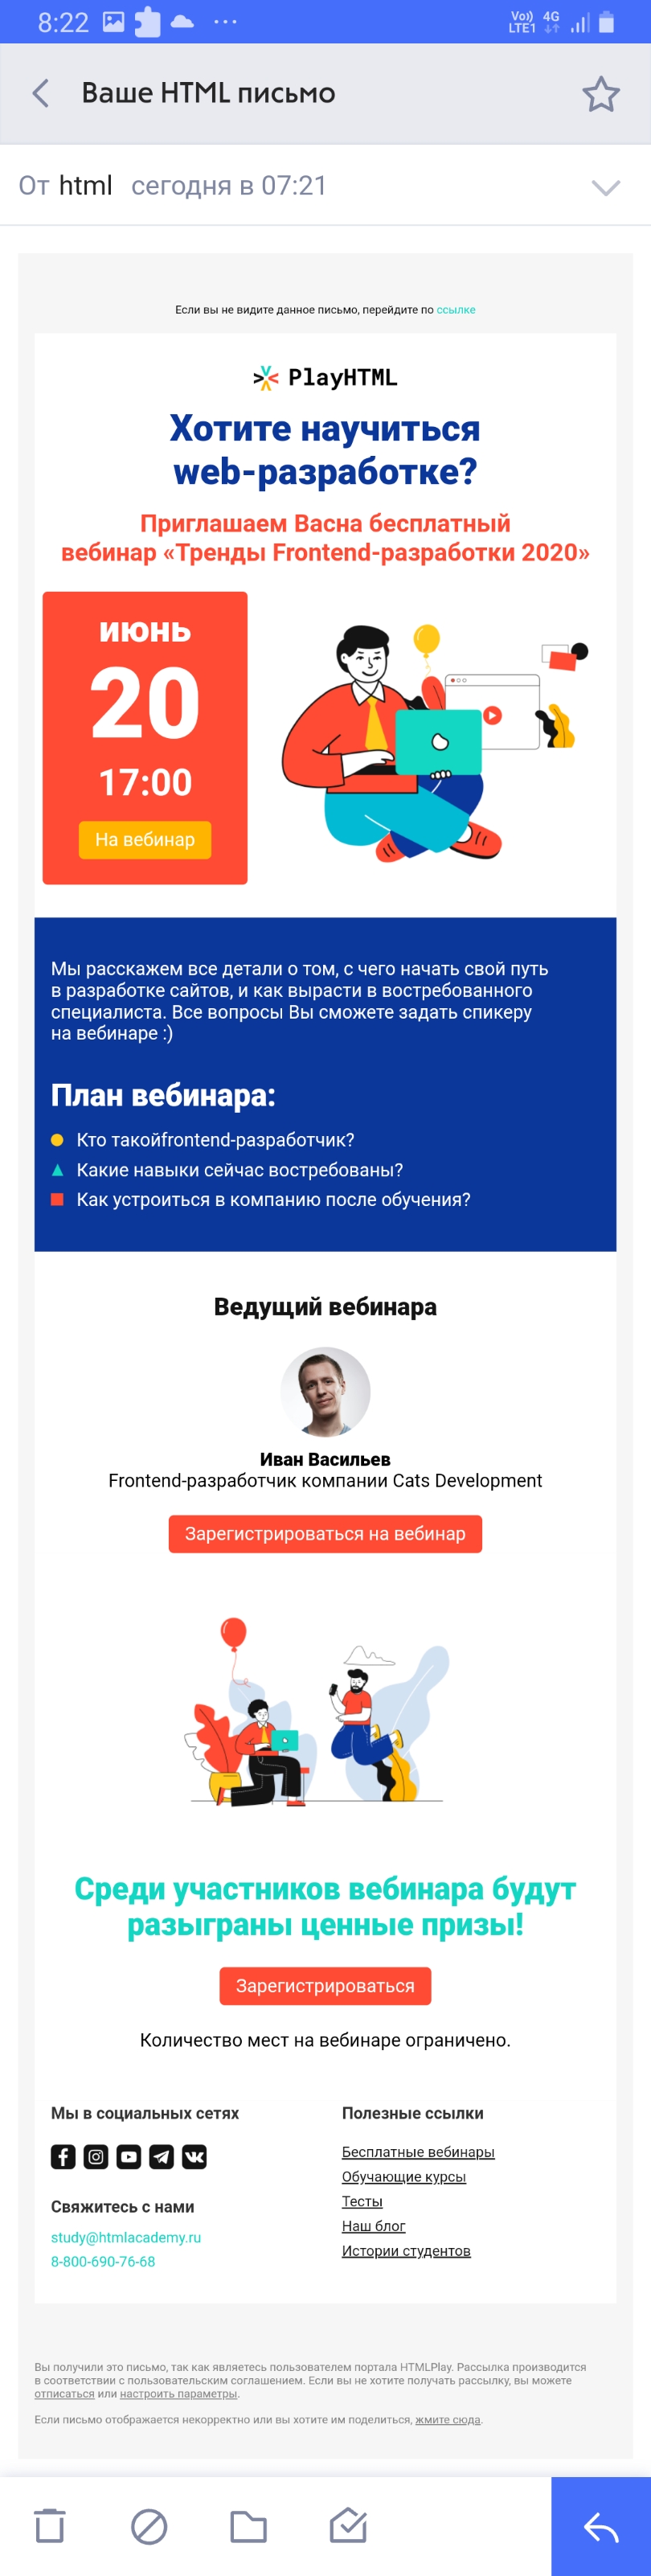 8:22
Vo)) 4G
LTE1
Ваше HTML письмо
От html сегодня в 07:21
Если вы не видите данное письмо, перейдите по ссылке
PlayHTML
Хотите научиться
web-разработке?
Приглашаем Васна бесплатный
вебинар «Тренды Frontend-разработки 2020»
июнь
20
17:00
На вебинар
Мы расскажем все детали о том, с чего начать свой путь
в разработке сайтов, и как вырасти в востребованного
специалиста. Все вопросы Вы сможете задать спикеру
на вебинаре :)
План вебинара:
Кто такойfrontend-разработчик?
Какие навыки сейчас востребованы?
Как устроиться в компанию после обучения?
Ведущий вебинара
Иван Васильев
Frontend-разработчик компании Cats Development
Зарегистрироваться на вебинар
Среди участников вебинара будут
разыграны ценные призы!
Зарегистрироваться
Количество мест на вебинаре ограничено.
Мы в социальных сетях
Свяжитесь с нами
study@htmlacademy.ru
8-800-690-76-68
Полезные ссылки
Бесплатные вебинары
Обучающие курсы
Тесты
Наш блог
Истории студентов
Вы получили это письмо, так как являетесь пользователем портала HTMLPlay. Рассылка производится
в соответствии с пользовательским соглашением. Если вы не хотите получать рассылку, вы можете
отписаться или настроить параметры.
Если письмо отображается некорректно или вы хотите им поделиться, жмите сюда.